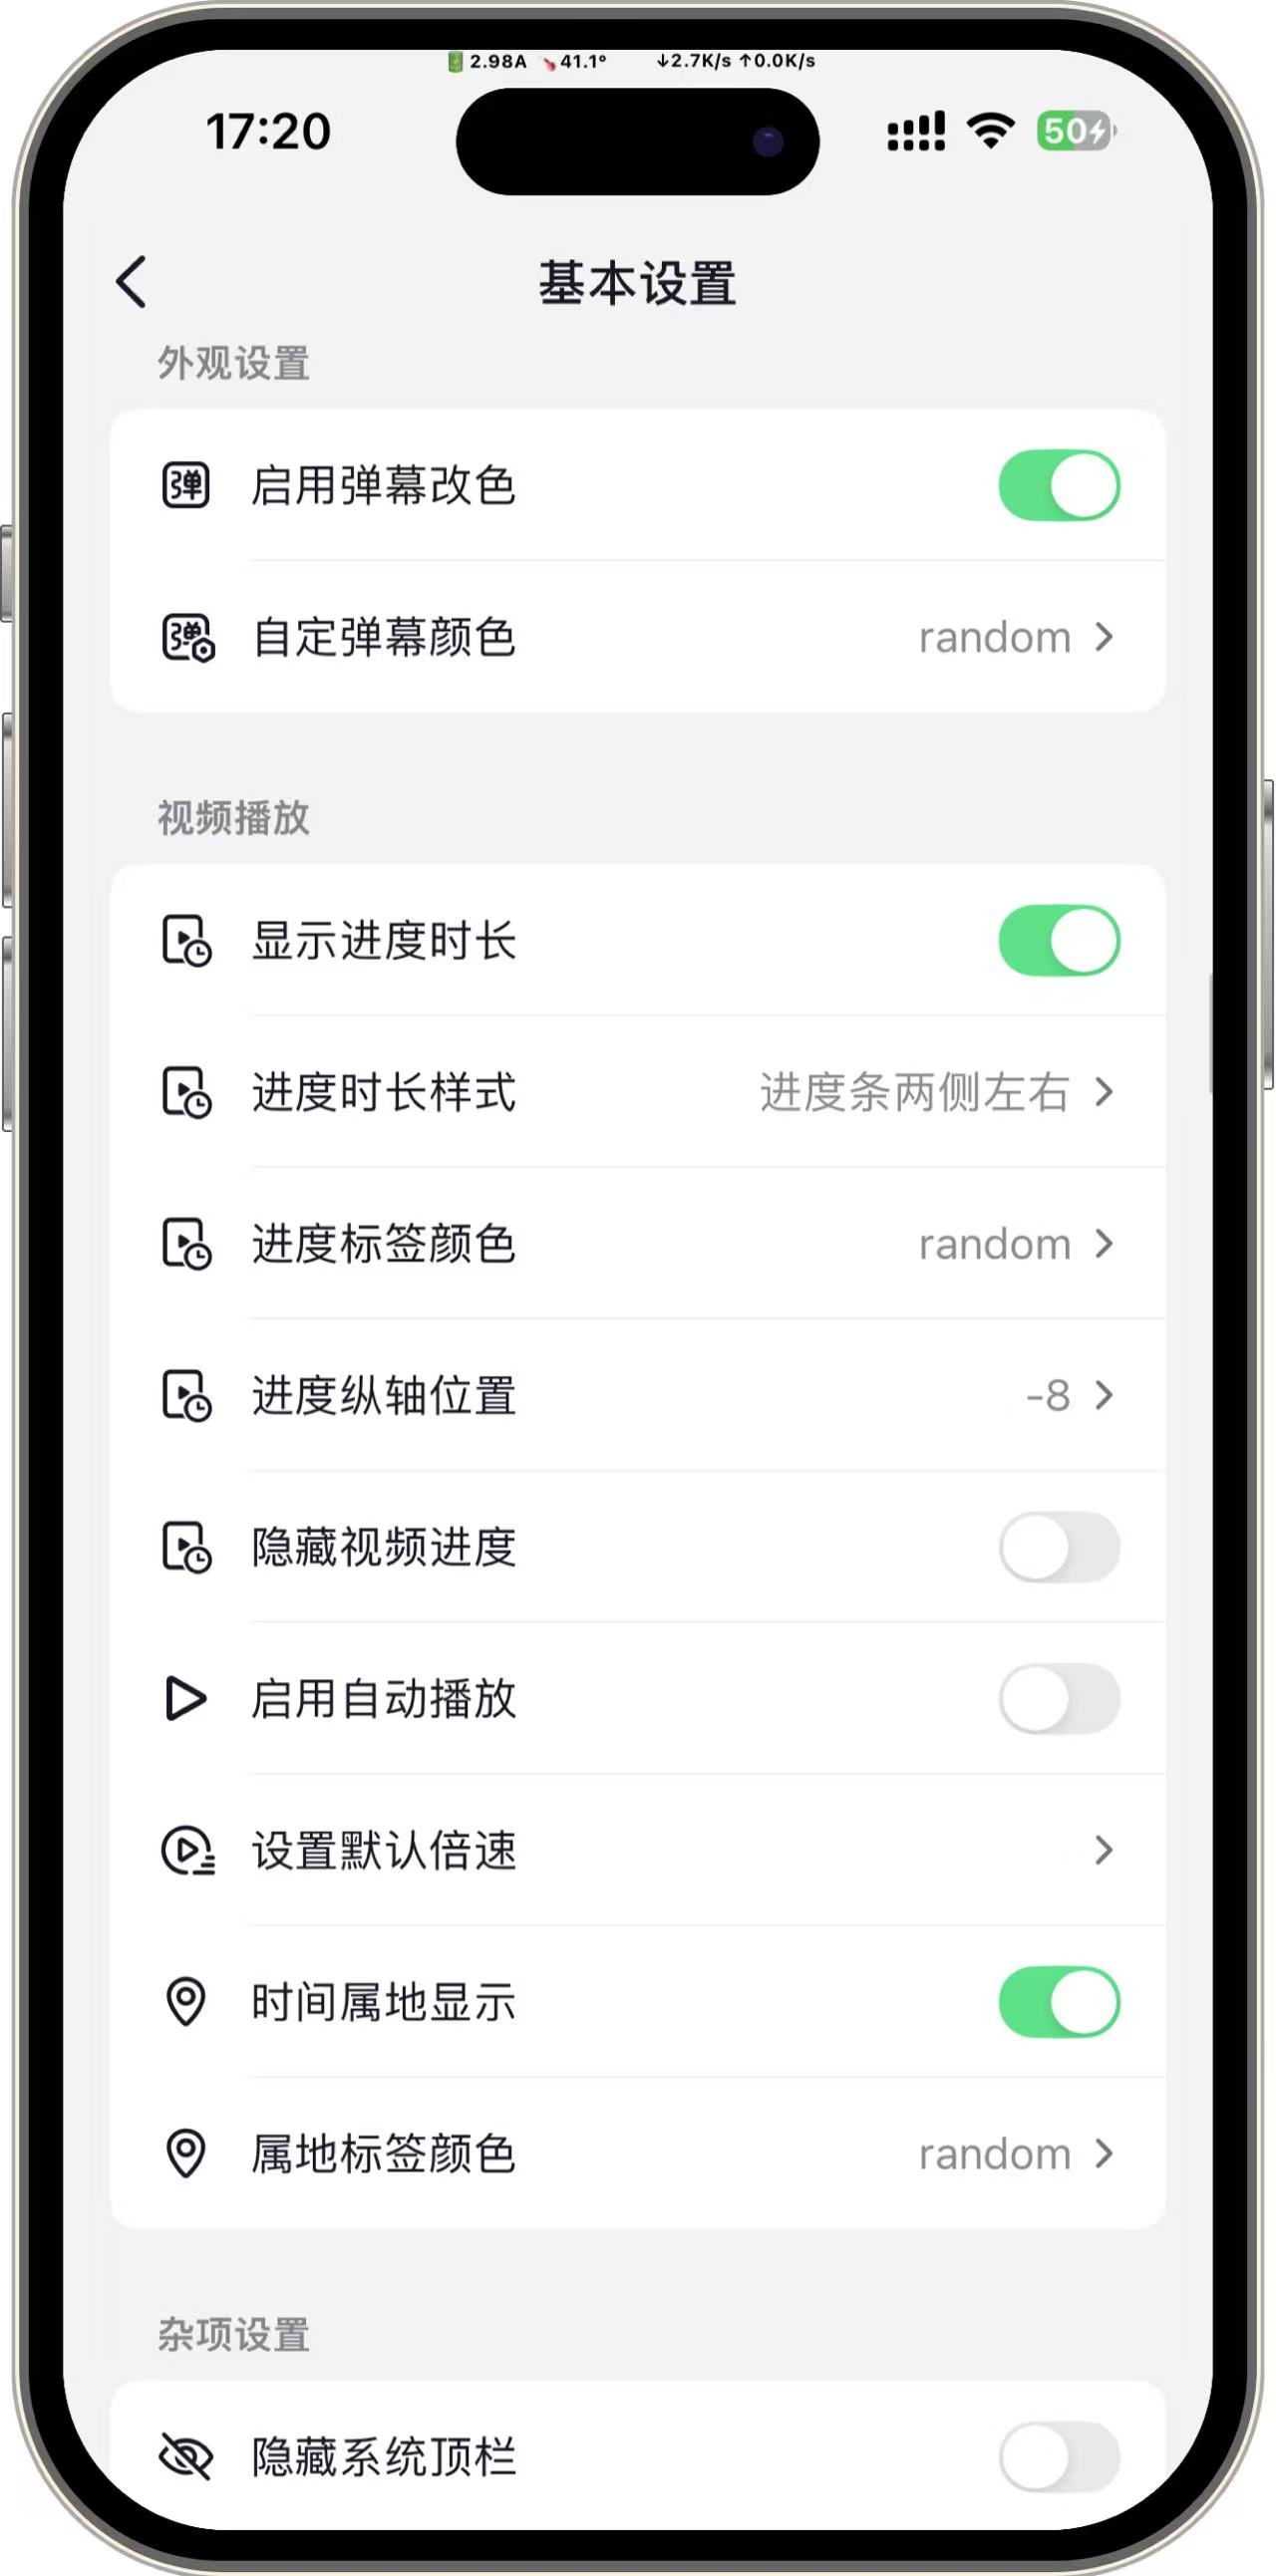 2.98A 41.1° ↓2.7K/s ↑0.0K/s
17:20 50
基本设置
外观设置
弹 启用弹幕改色
弹 自定弹幕颜色 random
视频播放
显示进度时长
进度时长样式 进度条两侧左右
进度标签颜色 random
进度纵轴位置 -8
隐藏视频进度
启用自动播放
设置默认倍速
时间属地显示
属地标签颜色 random
杂项设置
隐藏系统顶栏